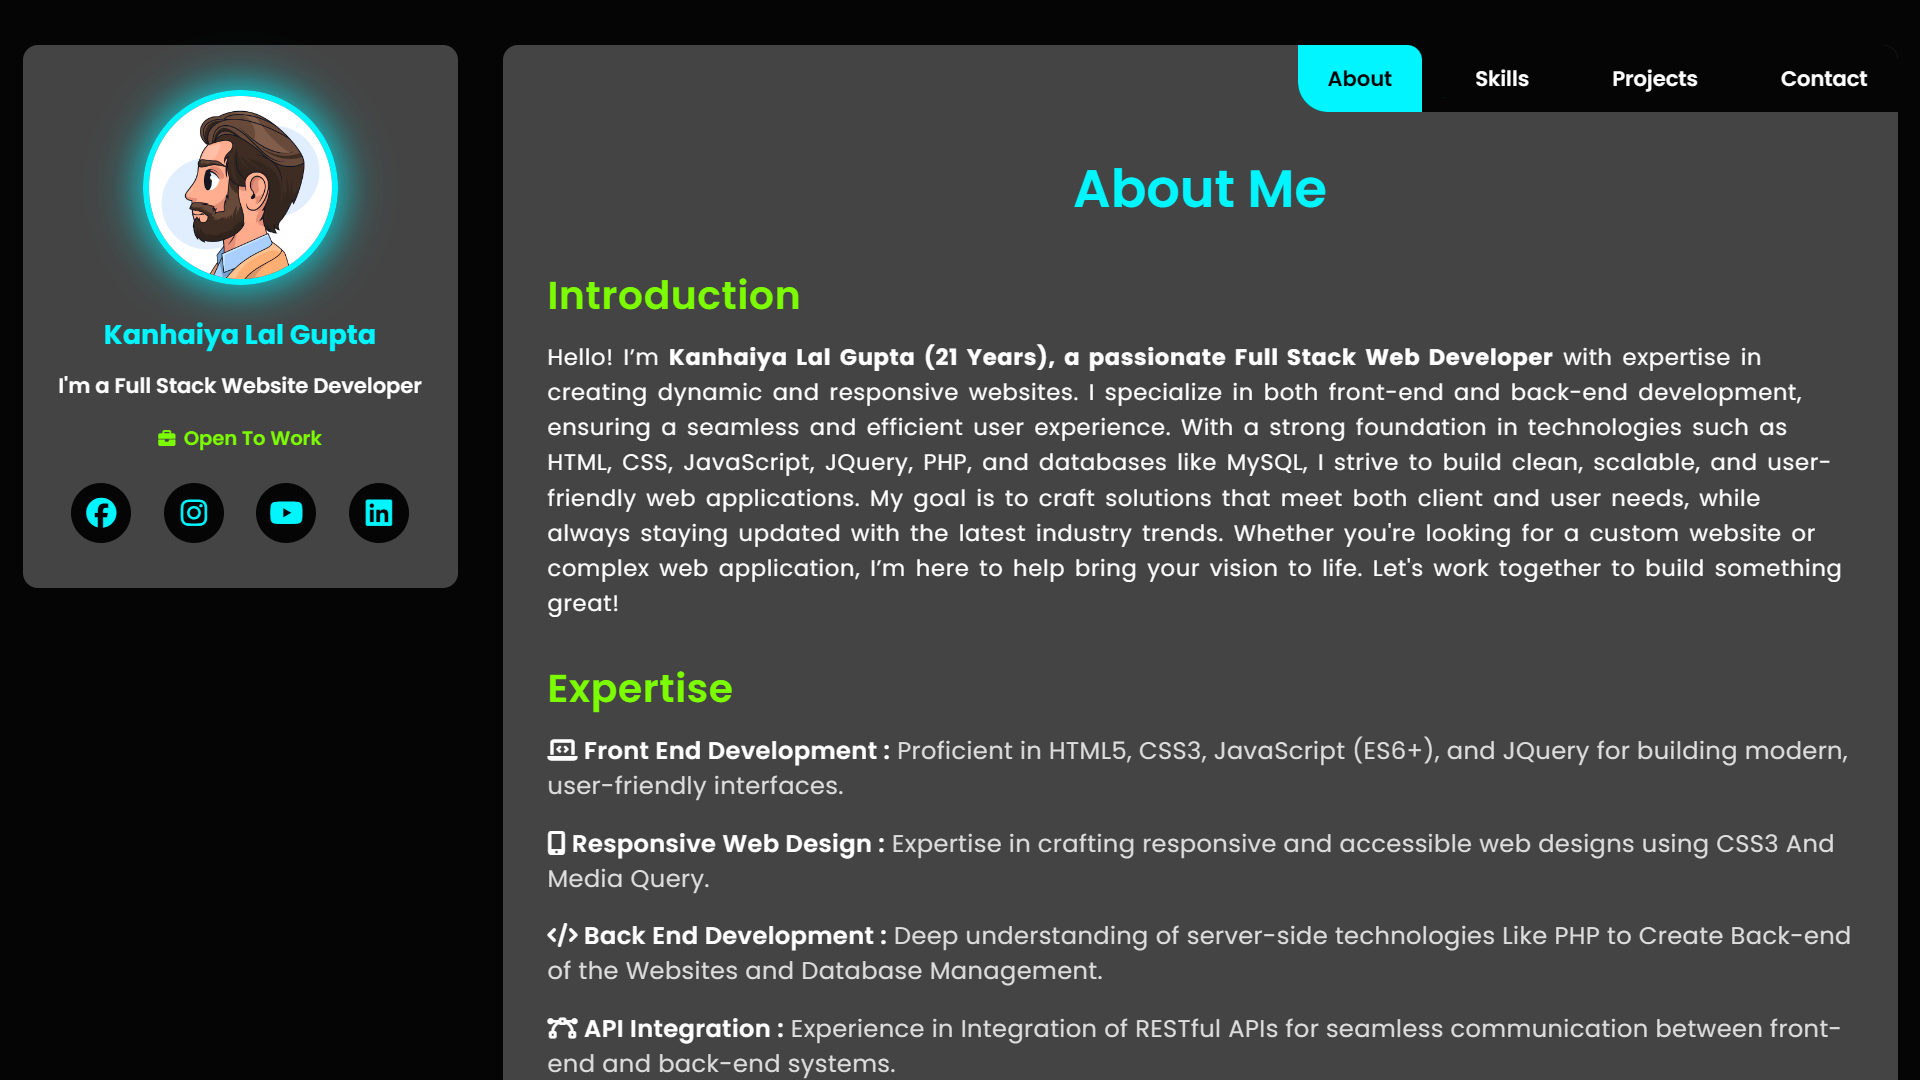 About
Skills
Projects
Contact
Kanhaiya Lal Gupta
I'm a Full Stack Website Developer
Open To Work
About Me
Introduction
Hello! I’m Kanhaiya Lal Gupta (21 Years), a passionate Full Stack Web Developer with expertise in
creating dynamic and responsive websites. I specialize in both front-end and back-end development,
ensuring a seamless and efficient user experience. With a strong foundation in technologies such as
HTML, CSS, JavaScript, JQuery, PHP, and databases like MySQL, I strive to build clean, scalable, and user-
friendly web applications. My goal is to craft solutions that meet both client and user needs, while
always staying updated with the latest industry trends. Whether you're looking for a custom website or
complex web application, I’m here to help bring your vision to life. Let's work together to build something
great!
Expertise
Front End Development : Proficient in HTML5, CSS3, JavaScript (ES6+), and JQuery for building modern,
user-friendly interfaces.
Responsive Web Design : Expertise in crafting responsive and accessible web designs using CSS3 And
Media Query.
Back End Development : Deep understanding of server-side technologies Like PHP to Create Back-end
of the Websites and Database Management.
API Integration : Experience in Integration of RESTful APIs for seamless communication between front-
end and back-end systems.